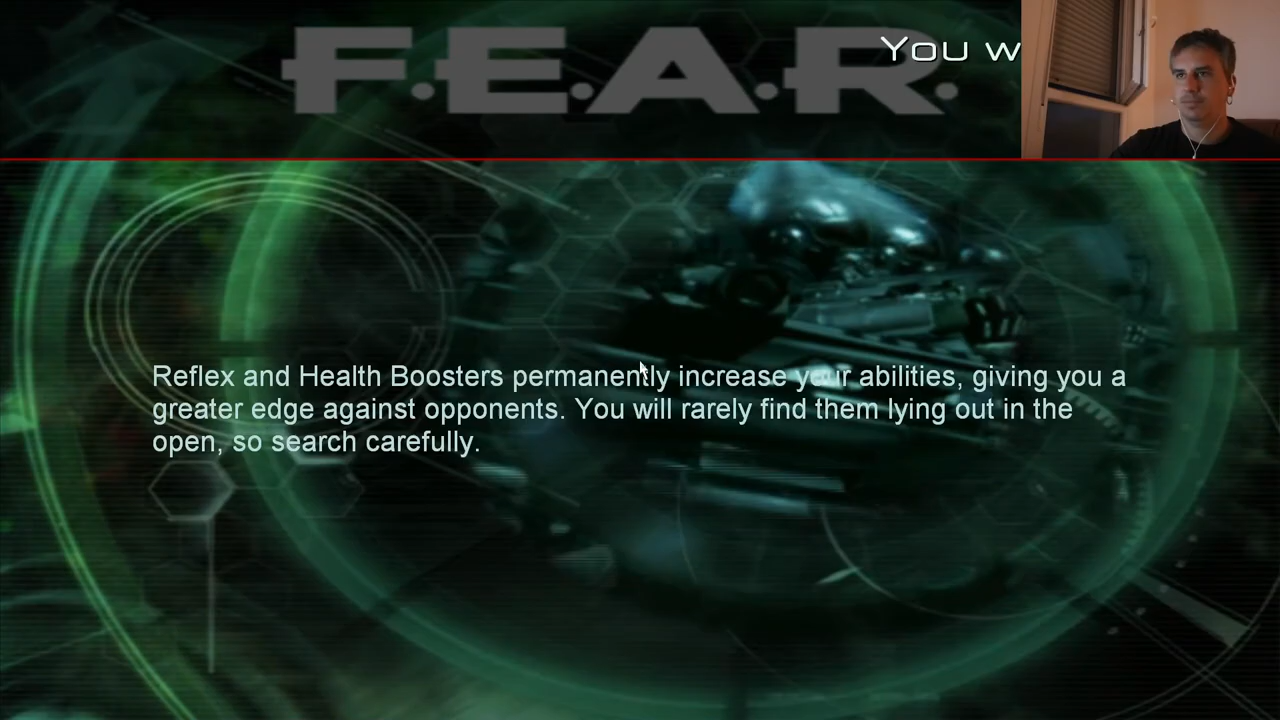 F.E.A.R.
You w
Reflex and Health Boosters permanently increase your abilities, giving you a
greater edge against opponents. You will rarely find them lying out in the
open, so search carefully.